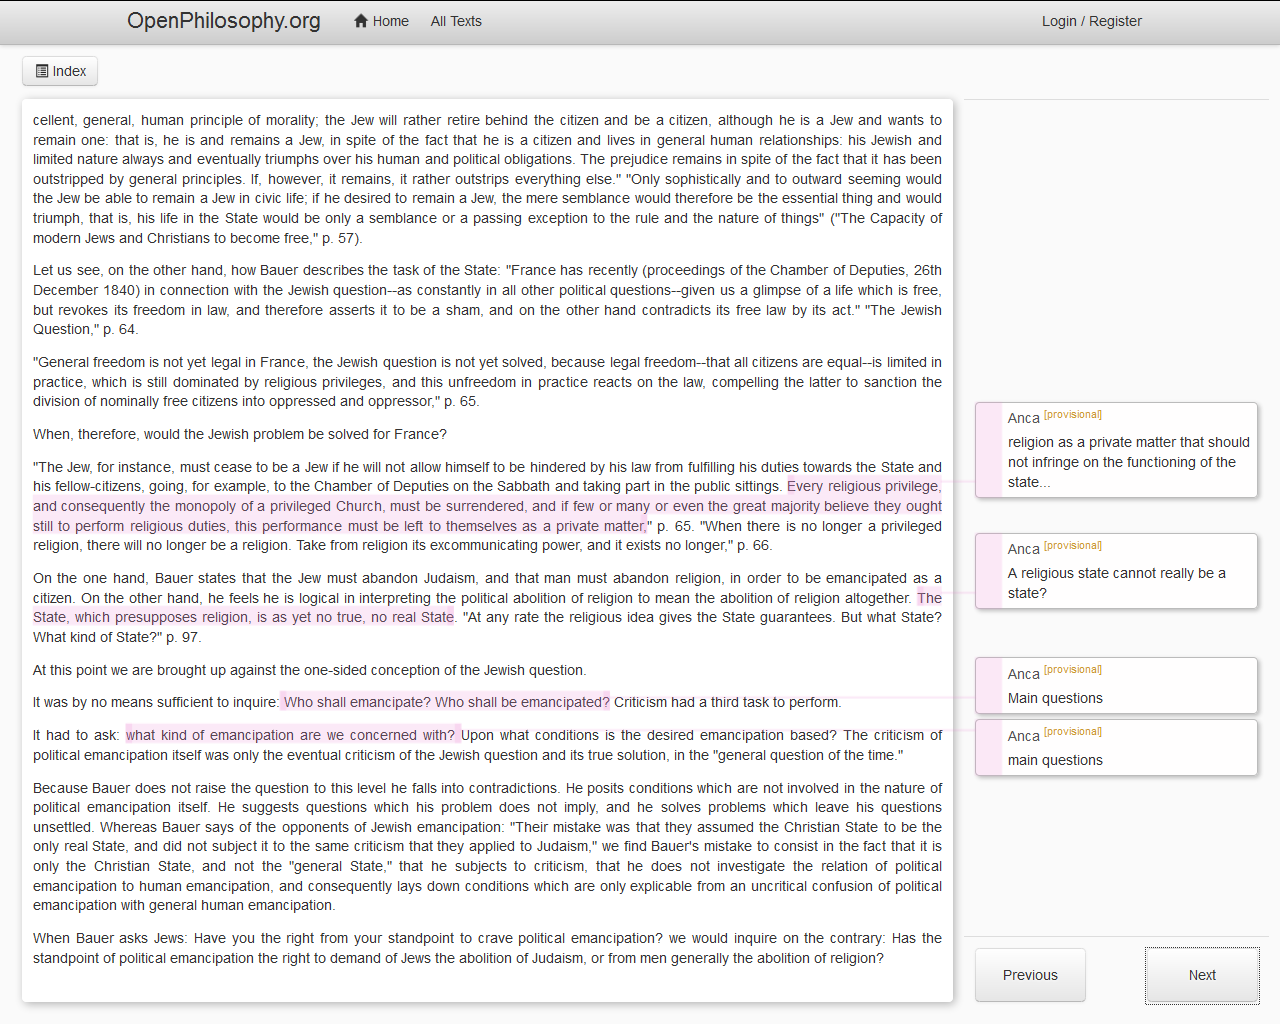 OpenPhilosophy.org
Home
All Texts
Login / Register
Index
cellent, general, human principle of morality; the Jew will rather retire behind the citizen and be a citizen, although he is a Jew and wants to
remain one: that is, he is and remains a Jew, in spite of the fact that he is a citizen and lives in general human relationships: his Jewish and
limited nature always and eventually triumphs over his human and political obligations. The prejudice remains in spite of the fact that it has been
outstripped by general principles. If, however, it remains, it rather outstrips everything else." "Only sophistically and to outward seeming would
the Jew be able to remain a Jew in civic life; if he desired to remain a Jew, the mere semblance would therefore be the essential thing and would
triumph, that is, his life in the State would be only a semblance or a passing exception to the rule and the nature of things" ("The Capacity of
modern Jews and Christians to become free," p. 57).
Let us see, on the other hand, how Bauer describes the task of the State: "France has recently (proceedings of the Chamber of Deputies, 26th
December 1840) in connection with the Jewish question--as constantly in all other political questions--given us a glimpse of a life which is free,
but revokes its freedom in law, and therefore asserts it to be a sham, and on the other hand contradicts its free law by its act." "The Jewish
Question," p. 64.
"General freedom is not yet legal in France, the Jewish question is not yet solved, because legal freedom--that all citizens are equal--is limited in
practice, which is still dominated by religious privileges, and this unfreedom in practice reacts on the law, compelling the latter to sanction the
division of nominally free citizens into oppressed and oppressor," p. 65.
When, therefore, would the Jewish problem be solved for France?
"The Jew, for instance, must cease to be a Jew if he will not allow himself to be hindered by his law from fulfilling his duties towards the State and
his fellow-citizens, going, for example, to the Chamber of Deputies on the Sabbath and taking part in the public sittings. Every religious privilege,
and consequently the monopoly of a privileged Church, must be surrendered, and if few or many or even the great majority believe they ought
still to perform religious duties, this performance must be left to themselves as a private matter," p. 65. "When there is no longer a privileged
religion, there will no longer be a religion. Take from religion its excommunicating power, and it exists no longer," p. 66.
On the one hand, Bauer states that the Jew must abandon Judaism, and that man must abandon religion, in order to be emancipated as a
citizen. On the other hand, he feels he is logical in interpreting the political abolition of religion to mean the abolition of religion altogether. The
State, which presupposes religion, is as yet no true, no real State. "At any rate the religious idea gives the State guarantees. But what State?
What kind of State?" p. 97.
At this point we are brought up against the one-sided conception of the Jewish question.
It was by no means sufficient to inquire: Who shall emancipate? Who shall be emancipated? Criticism had a third task to perform.
It had to ask: what kind of emancipation are we concerned with? Upon what conditions is the desired emancipation based? The criticism of
political emancipation itself was only the eventual criticism of the Jewish question and its true solution, in the "general question of the time."
Because Bauer does not raise the question to this level he falls into contradictions. He posits conditions which are not involved in the nature of
political emancipation itself. He suggests questions which his problem does not imply, and he solves problems which leave his questions
unsettled. Whereas Bauer says of the opponents of Jewish emancipation: "Their mistake was that they assumed the Christian State to be the
only real State, and did not subject it to the same criticism that they applied to Judaism," we find Bauer's mistake to consist in the fact that it is
only the Christian State, and not the "general State," that he subjects to criticism, that he does not investigate the relation of political
emancipation to human emancipation, and consequently lays down conditions which are only explicable from an uncritical confusion of political
emancipation with general human emancipation.
When Bauer asks Jews: Have you the right from your standpoint to crave political emancipation? we would inquire on the contrary: Has the
standpoint of political emancipation the right to demand of Jews the abolition of Judaism, or from men generally the abolition of religion?
Anca [provisional]
religion as a private matter that should
not infringe on the functioning of the
state...
Anca [provisional]
A religious state cannot really be a
state?
Anca [provisional]
Main questions
Anca [provisional]
main questions
Previous
Next